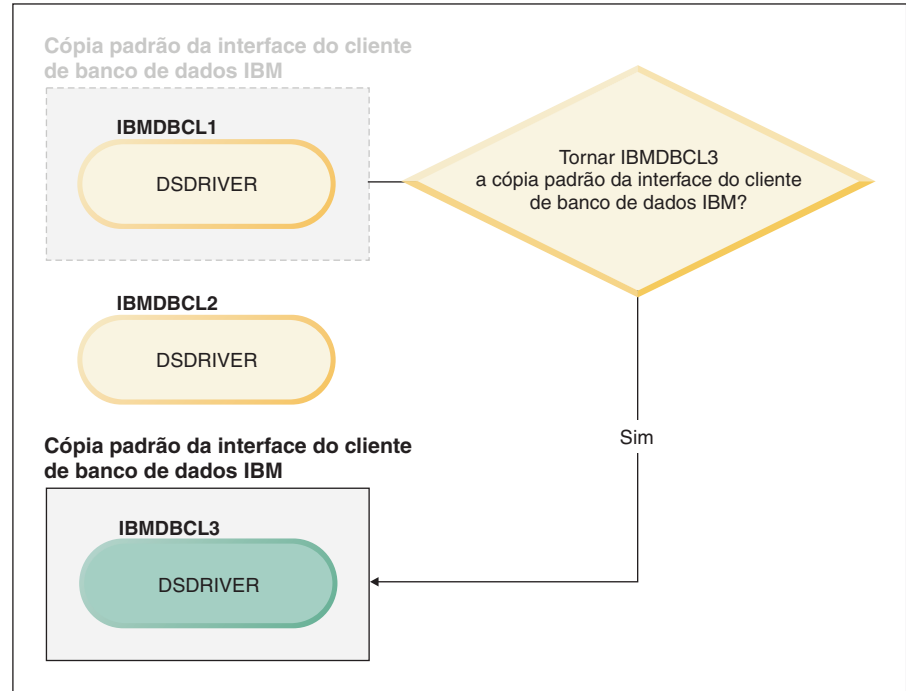 Cópia padrão da interface do cliente
de banco de dados IBM
IBMDBCL1
DSDRIVER
Tornar IBMDBCL3
a cópia padrão da interface do cliente
de banco de dados IBM?
IBMDBCL2
DSDRIVER
Sim
Cópia padrão da interface do cliente
de banco de dados IBM
IBMDBCL3
DSDRIVER